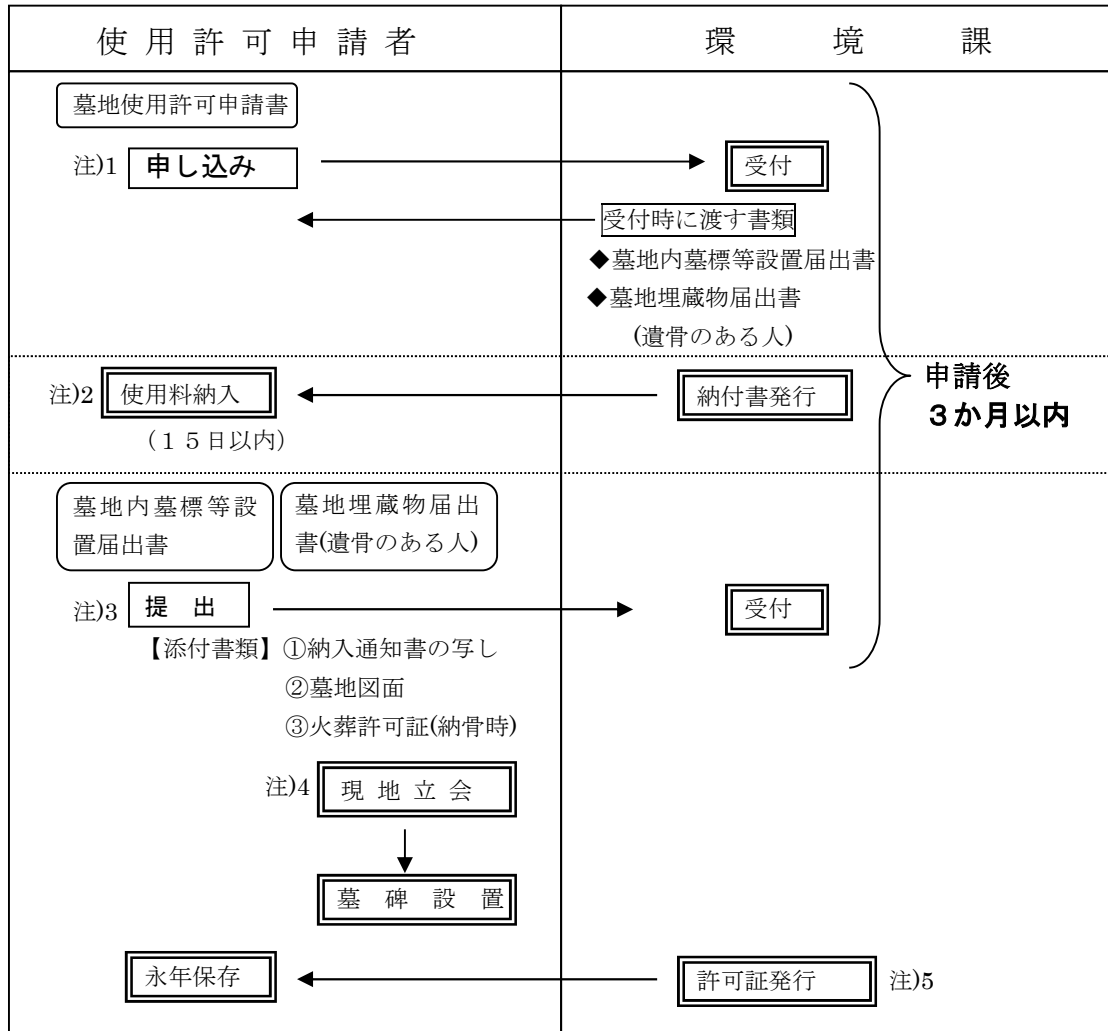 使用許可申請者
環境課
墓地使用許可申請書
注)1 申し込み
受付
受付時に渡す書類
◆墓地内墓標等設置届出書
◆墓地埋蔵物届出書
(遺骨のある人)
申請後
３か月以内
注)2 使用料納入
納付書発行
（１５日以内）
墓地内墓標等設
置届出書
墓地埋蔵物届出
書(遺骨のある人)
注)3 提 出
受付
【添付書類】①納入通知書の写し
②墓地図面
③火葬許可証(納骨時)
注)4 現地立会
墓碑設置
永年保存
許可証発行 注)5